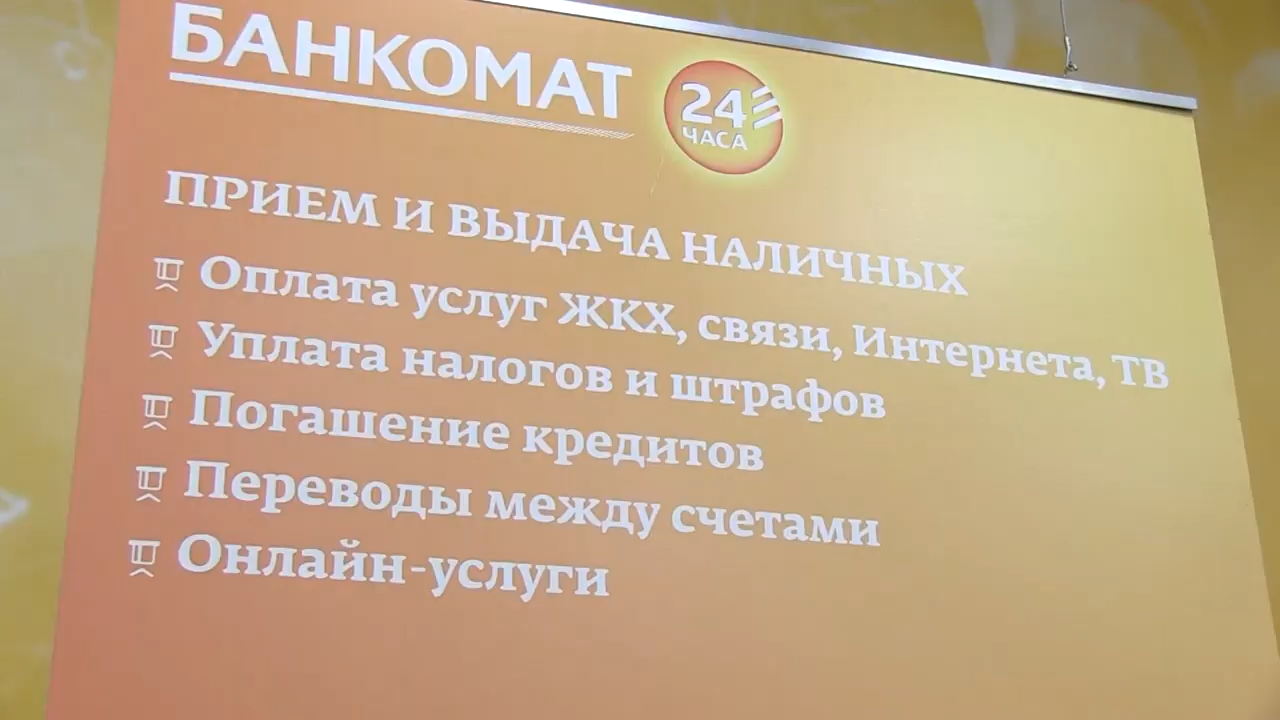 БАНКОМАТ
24
ЧАСА
ПРИЕМ И ВЫДАЧА НАЛИЧНЫХ
Оплата услуг ЖКХ, связи, Интернета, ТВ
Уплата налогов и штрафов
Погашение кредитов
Переводы между счетами
Онлайн-услуги